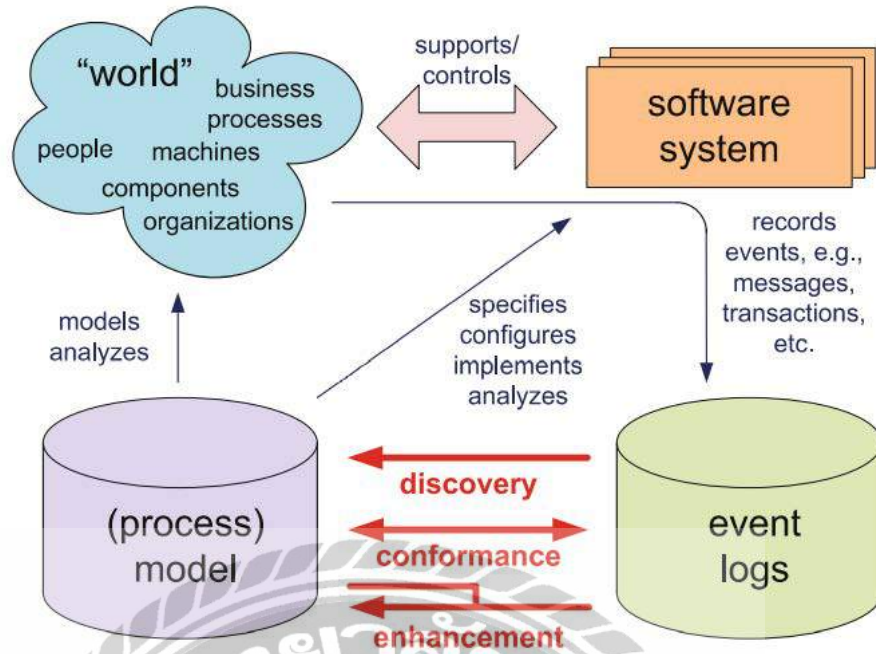 “world”
business
processes
people
machines
components
organizations
supports/
controls
software
system
records
events, e.g.,
messages,
transactions,
etc.
models
analyzes
specifies
configures
implements
analyzes
(process)
model
discovery
conformance
enhancement
event
logs